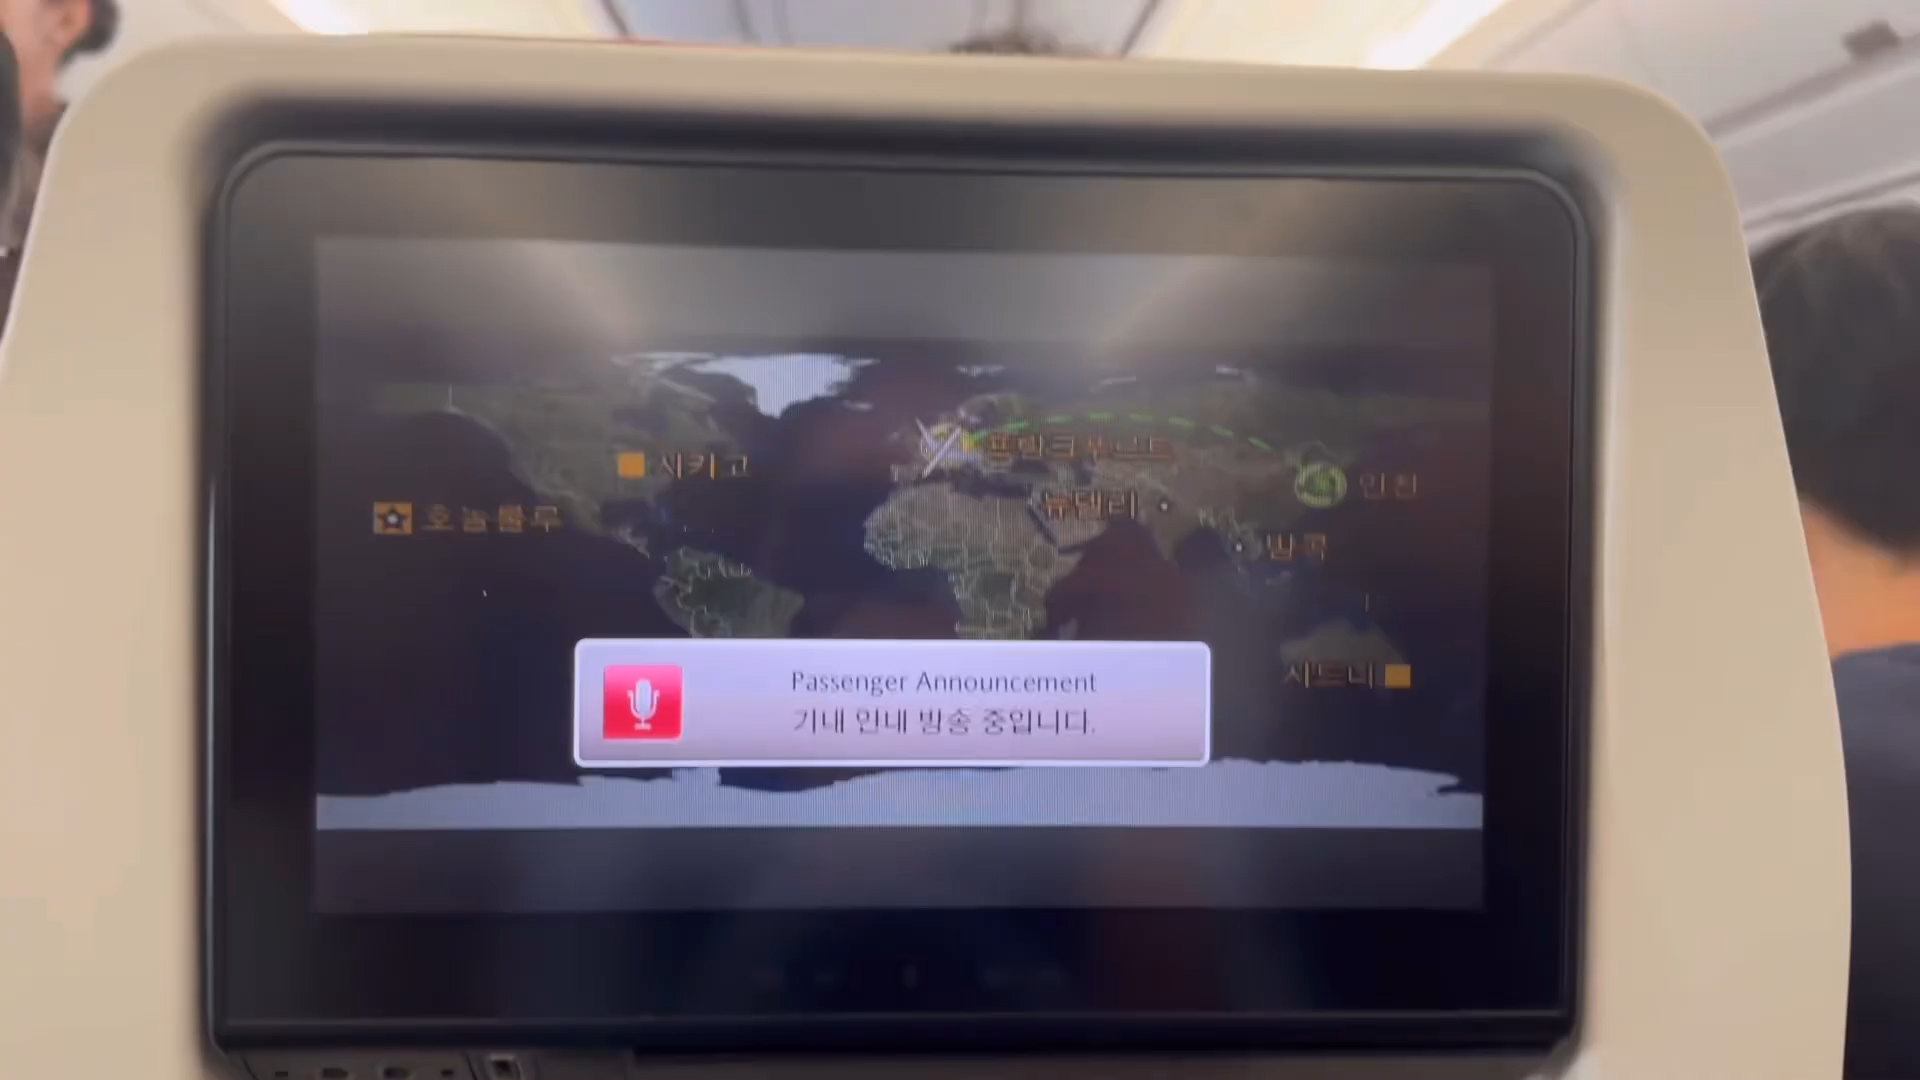 프랑크푸르트
시카고
인천
뉴델리
호놀룰루
방콕
시드니
Passenger Announcement
기내 안내 방송 중입니다.